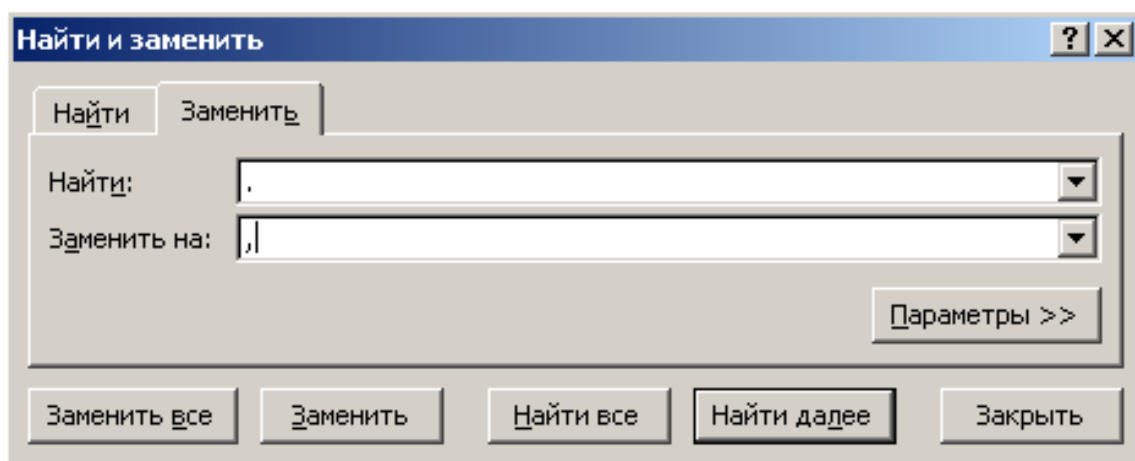 Найти и заменить
Найти Заменить
Найти: .
Заменить на: ,
Параметры >>
Заменить все Заменить Найти все Найти далее Закрыть